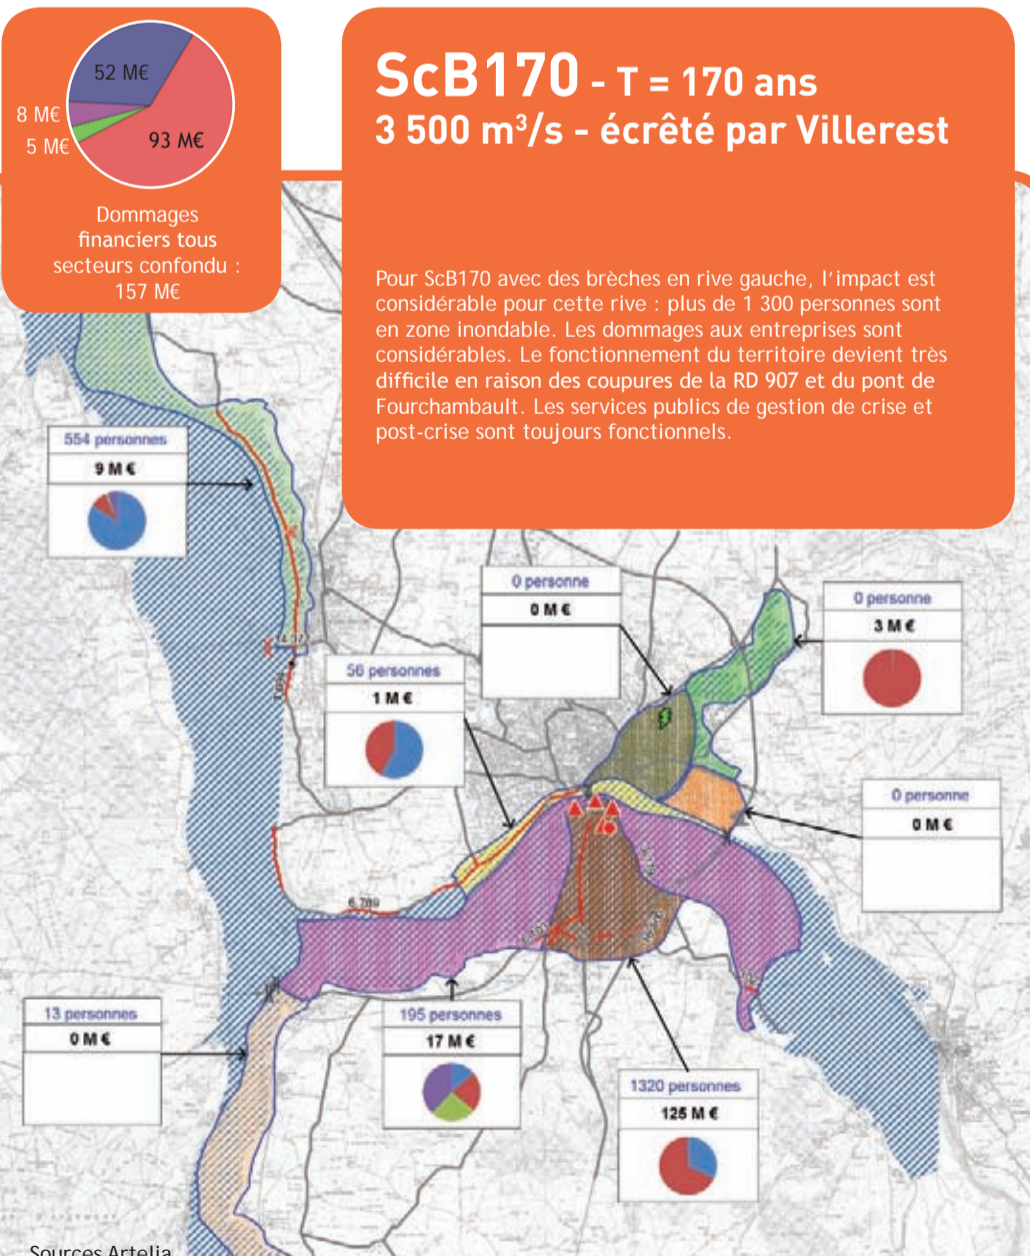 52 M€
8 M€
5 M€
93 M€
Dommages
financiers tous
secteurs confondu :
157 M€
ScB170 - T = 170 ans
3 500 m³/s - écrêté par Villerest
Pour ScB170 avec des brèches en rive gauche, l'impact est
considérable pour cette rive : plus de 1 300 personnes sont
en zone inondable. Les dommages aux entreprises sont
considérables. Le fonctionnement du territoire devient très
difficile en raison des coupures de la RD 907 et du pont de
Fourchambault. Les services publics de gestion de crise et
post-crise sont toujours fonctionnels.
554 personnes
9 M €
0 personne
0 M €
0 personne
3 M €
56 personnes
1 M €
0 personne
0 M €
6.789
13 personnes
0 M €
195 personnes
17 M €
1320 personnes
125 M €
Sources Artelia